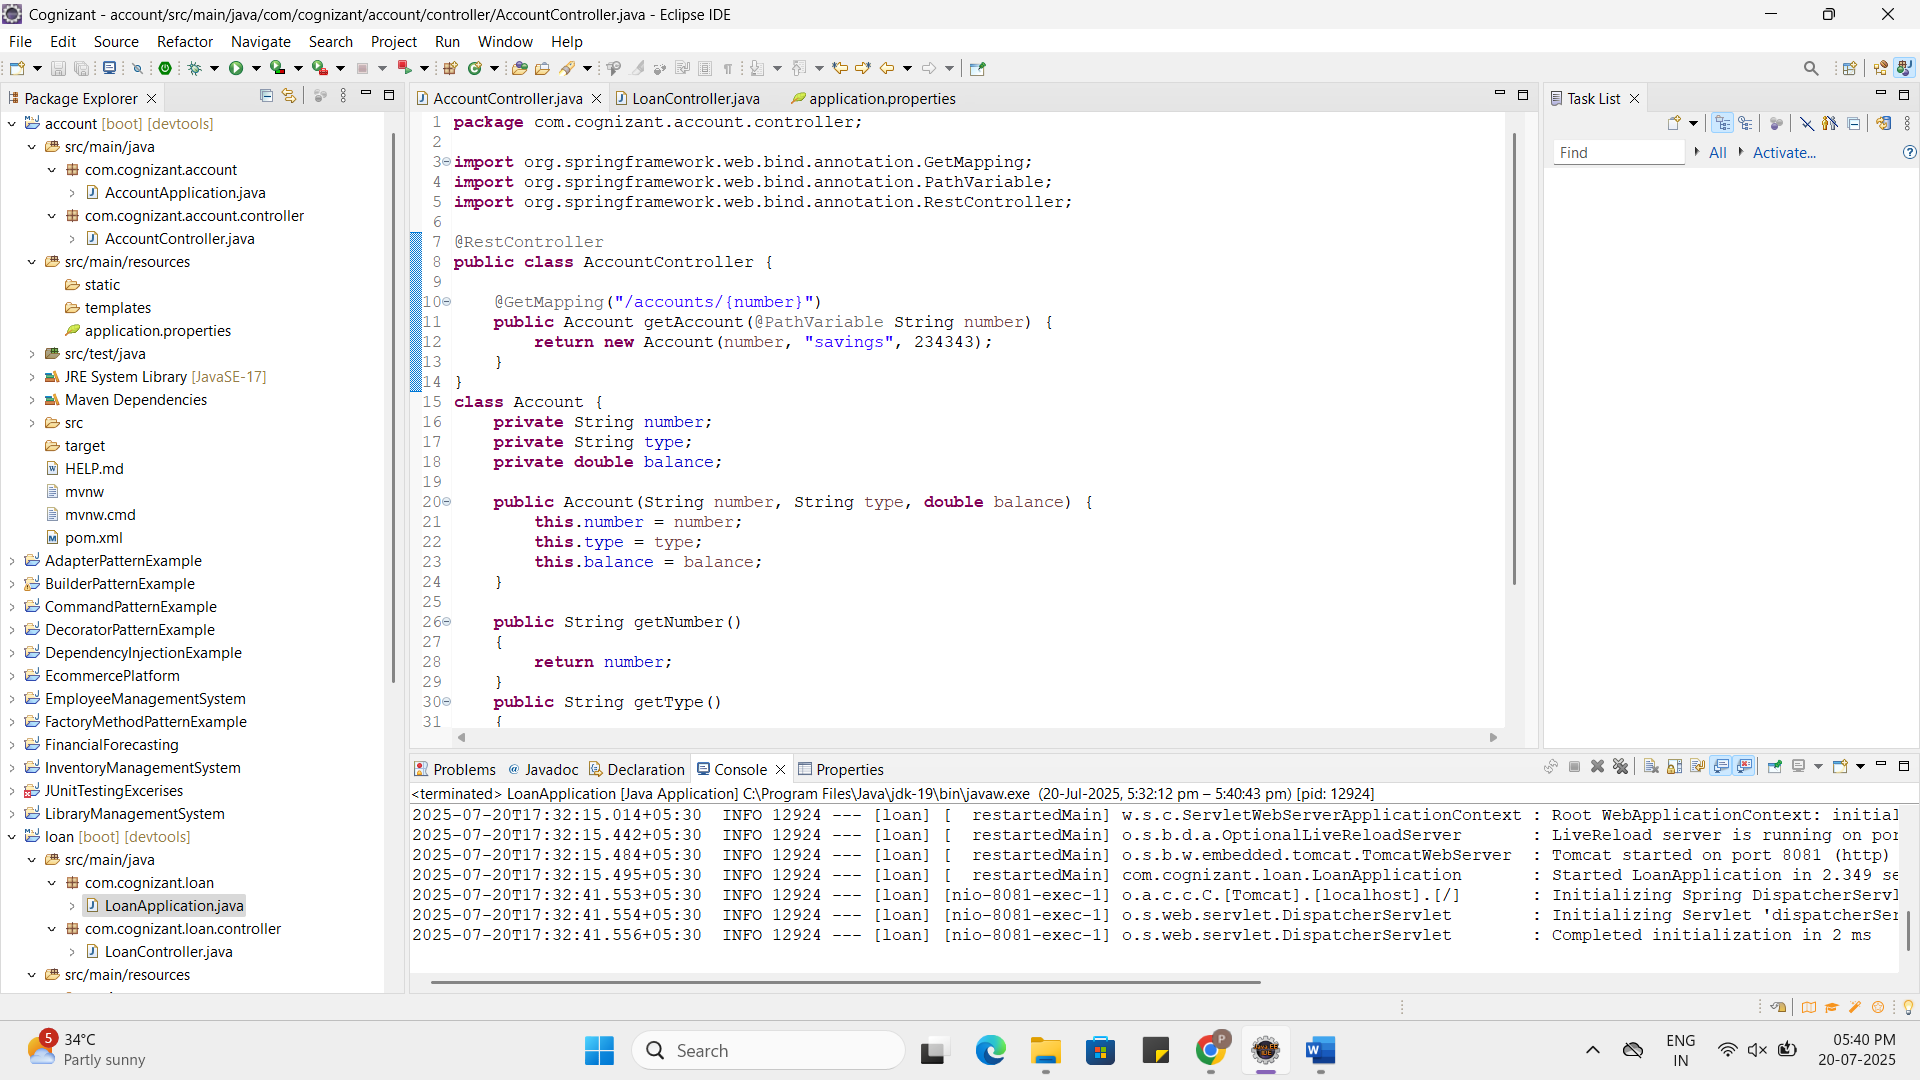 Cognizant - account/src/main/java/com/cognizant/account/controller/AccountController.java - Eclipse IDE
File Edit Source Refactor Navigate Search Project Run Window Help
Package Explorer
account [boot] [devtools]
src/main/java
com.cognizant.account
AccountApplication.java
com.cognizant.account.controller
AccountController.java
src/main/resources
static
templates
application.properties
src/test/java
JRE System Library [JavaSE-17]
Maven Dependencies
src
target
HELP.md
mvnw
mvnw.cmd
pom.xml
AdapterPatternExample
BuilderPatternExample
CommandPatternExample
DecoratorPatternExample
DependencyInjectionExample
EcommercePlatform
EmployeeManagementSystem
FactoryMethodPatternExample
FinancialForecasting
InventoryManagementSystem
JUnitTestingExcerises
LibraryManagementSystem
loan [boot] [devtools]
src/main/java
com.cognizant.loan
LoanApplication.java
com.cognizant.loan.controller
LoanController.java
src/main/resources
AccountController.java LoanController.java application.properties
1 package com.cognizant.account.controller;
2
3 import org.springframework.web.bind.annotation.GetMapping;
4 import org.springframework.web.bind.annotation.PathVariable;
5 import org.springframework.web.bind.annotation.RestController;
6
7 @RestController
8 public class AccountController {
9
10 @GetMapping("/accounts/{number}")
11 public Account getAccount(@PathVariable String number) {
12 return new Account(number, "savings", 234343);
13 }
14 }
15 class Account {
16 private String number;
17 private String type;
18 private double balance;
19
20 public Account(String number, String type, double balance) {
21 this.number = number;
22 this.type = type;
23 this.balance = balance;
24 }
25
26 public String getNumber()
27 {
28 return number;
29 }
30 public String getType()
31 {
Task List
Find All Activate...
Problems Javadoc Declaration Console Properties
<terminated> LoanApplication [Java Application] C:\Program Files\Java\jdk-19\bin\javaw.exe (20-Jul-2025, 5:32:12 pm – 5:40:43 pm) [pid: 12924]
2025-07-20T17:32:15.014+05:30 INFO 12924 --- [loan] [ restartedMain] w.s.c.ServletWebServerApplicationContext : Root WebApplicationContext: initial
2025-07-20T17:32:15.442+05:30 INFO 12924 --- [loan] [ restartedMain] o.s.b.d.a.OptionalLiveReloadServer : LiveReload server is running on por
2025-07-20T17:32:15.484+05:30 INFO 12924 --- [loan] [ restartedMain] o.s.b.w.embedded.tomcat.TomcatWebServer : Tomcat started on port 8081 (http)
2025-07-20T17:32:15.495+05:30 INFO 12924 --- [loan] [ restartedMain] com.cognizant.loan.LoanApplication : Started LoanApplication in 2.349 se
2025-07-20T17:32:41.553+05:30 INFO 12924 --- [loan] [nio-8081-exec-1] o.a.c.c.C.[Tomcat].[localhost].[/] : Initializing Spring DispatcherServl
2025-07-20T17:32:41.554+05:30 INFO 12924 --- [loan] [nio-8081-exec-1] o.s.web.servlet.DispatcherServlet : Initializing Servlet 'dispatcherSer
2025-07-20T17:32:41.556+05:30 INFO 12924 --- [loan] [nio-8081-exec-1] o.s.web.servlet.DispatcherServlet : Completed initialization in 2 ms
5
34°C
Partly sunny
Search
P
ENG
IN
05:40 PM
20-07-2025